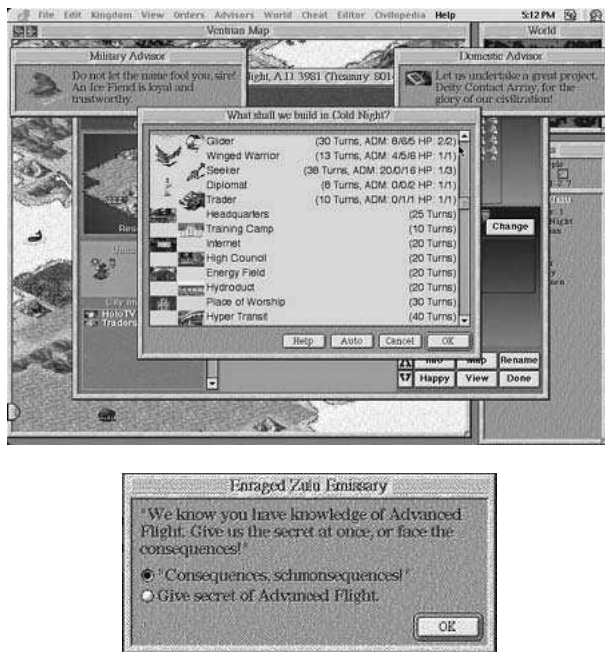 File Edit Kingdom View Orders Advisors World Cheat Editor Civilopedia Help 5:12 PM
Ventrian Map
World
Military Advisor
Do not let the name fool you, sire!
An Ice Fiend is loyal and
trustworthy.
Night, A.D. 3981 (Treasury: 801
Domestic Advisor
Let us undertake a great project,
Deity Contact Array, for the
glory of our civilization!
What shall we build in Cold Night?
Glider (30 Turns, ADM: 8/6/5 HP: 2/2)
Winged Warrior (13 Turns, ADM: 4/5/6 HP: 1/1)
Seeker (38 Turns, ADM: 20/0/16 HP: 1/3)
Diplomat (8 Turns, ADM: 0/0/2 HP: 1/1)
Trader (10 Turns, ADM: 0/1/1 HP: 1/1)
Headquarters (25 Turns)
Training Camp (10 Turns)
Internet (20 Turns)
High Council (20 Turns)
Energy Field (20 Turns)
Hydroduct (20 Turns)
Place of Worship (30 Turns)
Hyper Transit (40 Turns)
Help Auto Cancel OK
Change
HoloTV
Traders
Info Map Rename
Happy View Done
Enraged Zulu Emissary
"We know you have knowledge of Advanced
Flight. Give us the secret at once, or face the
consequences!"
"Consequences, schmonsequences!"
Give secret of Advanced Flight.
OK